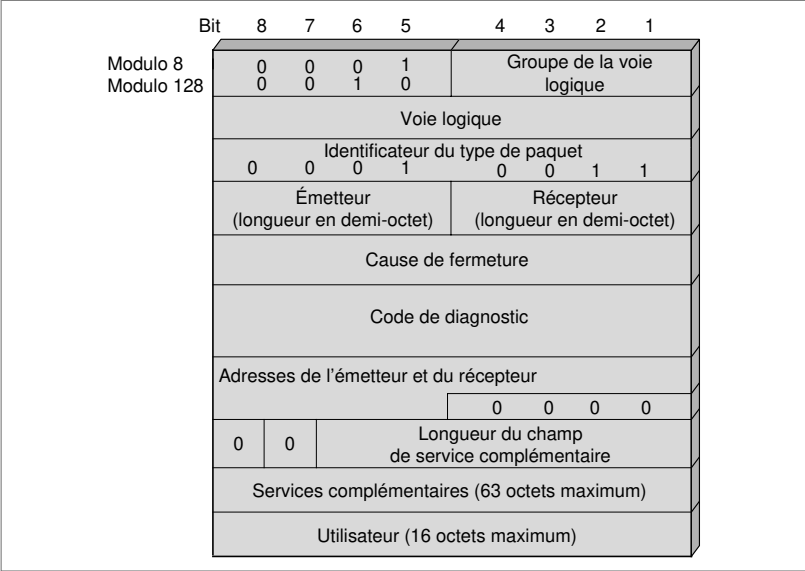 Bit 8 7 6 5 4 3 2 1
Modulo 8 0 0 0 1 Groupe de la voie
Modulo 128 0 0 1 0 logique
Voie logique
Identificateur du type de paquet
0 0 0 1 0 0 1 1
Émetteur Récepteur
(longueur en demi-octet) (longueur en demi-octet)
Cause de fermeture
Code de diagnostic
Adresses de l'émetteur et du récepteur
0 0 0 0
0 0 Longueur du champ
de service complémentaire
Services complémentaires (63 octets maximum)
Utilisateur (16 octets maximum)